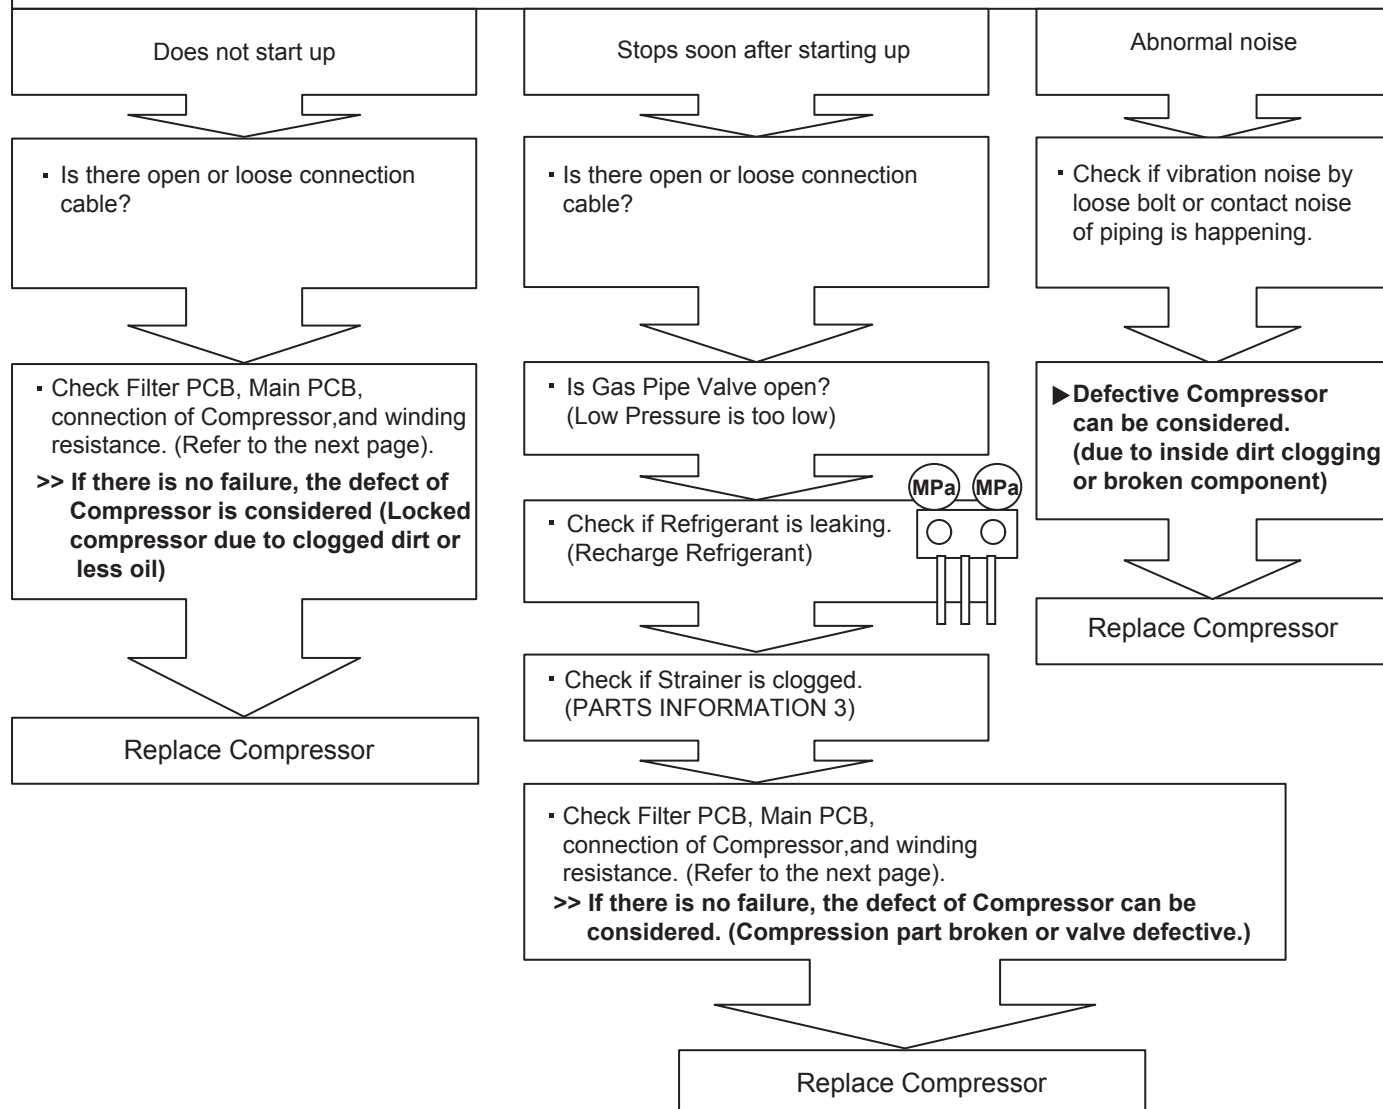 Does not start up
▪ Is there open or loose connection
cable?
▪ Check Filter PCB, Main PCB,
connection of Compressor,and winding
resistance. (Refer to the next page).
>> If there is no failure, the defect of
Compressor is considered (Locked
compressor due to clogged dirt or
less oil)
Replace Compressor
Stops soon after starting up
▪ Is there open or loose connection
cable?
▪ Is Gas Pipe Valve open?
(Low Pressure is too low)
MPa MPa
▪ Check if Refrigerant is leaking.
(Recharge Refrigerant)
▪ Check if Strainer is clogged.
(PARTS INFORMATION 3)
▪ Check Filter PCB, Main PCB,
connection of Compressor,and winding
resistance. (Refer to the next page).
>> If there is no failure, the defect of Compressor can be
considered. (Compression part broken or valve defective.)
Replace Compressor
Abnormal noise
▪ Check if vibration noise by
loose bolt or contact noise
of piping is happening.
▶Defective Compressor
can be considered.
(due to inside dirt clogging
or broken component)
Replace Compressor